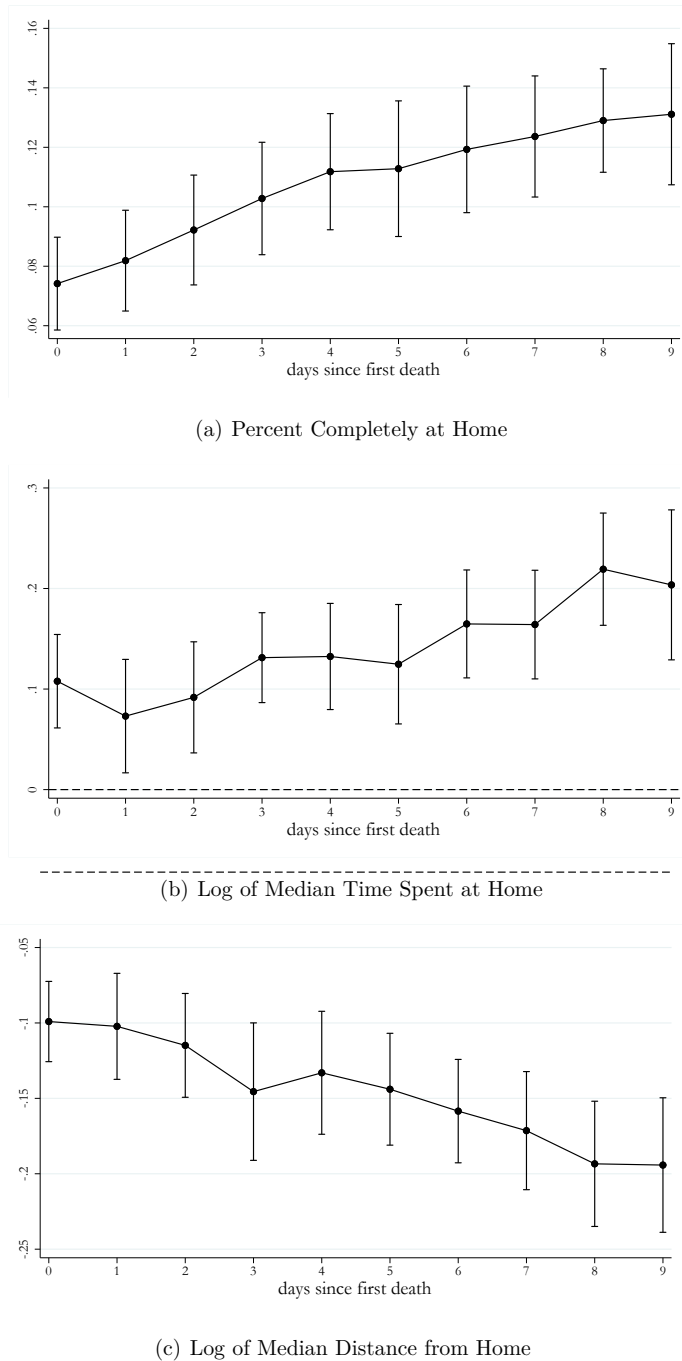 .16
.14
.12
.1
.08
.06
0 1 2 3 4 5 6 7 8 9
days since first death
(a) Percent Completely at Home
.3
.2
.1
0
0 1 2 3 4 5 6 7 8 9
days since first death
(b) Log of Median Time Spent at Home
-.05
-.1
-.15
-.2
-.25
0 1 2 3 4 5 6 7 8 9
days since first death
(c) Log of Median Distance from Home